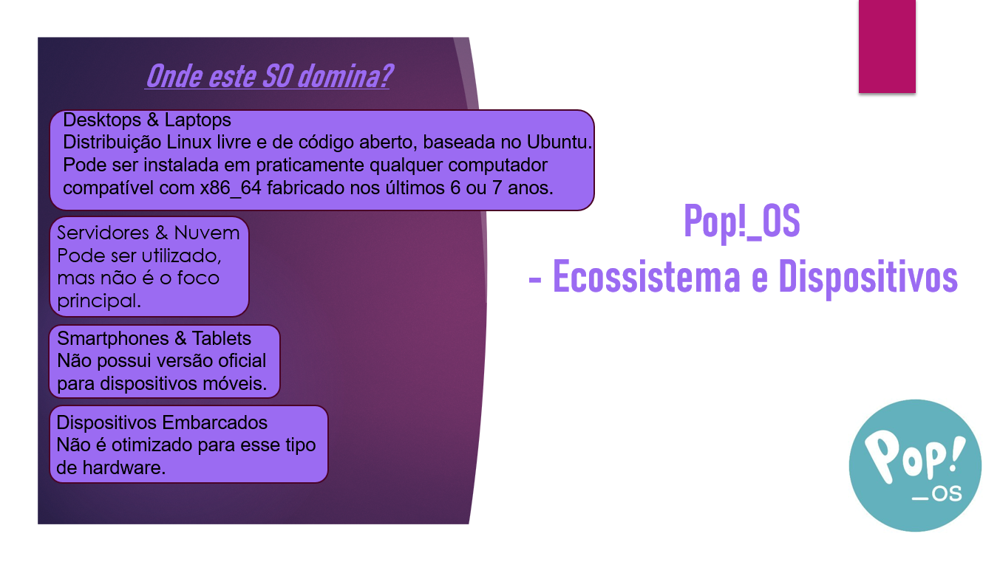 Onde este SO domina?
Desktops & Laptops
Distribuição Linux livre e de código aberto, baseada no Ubuntu.
Pode ser instalada em praticamente qualquer computador
compatível com x86_64 fabricado nos últimos 6 ou 7 anos.
Servidores & Nuvem
Pode ser utilizado,
mas não é o foco
principal.
Smartphones & Tablets
Não possui versão oficial
para dispositivos móveis.
Dispositivos Embarcados
Não é otimizado para esse tipo
de hardware.
Pop!_OS
- Ecossistema e Dispositivos
Pop!
_OS